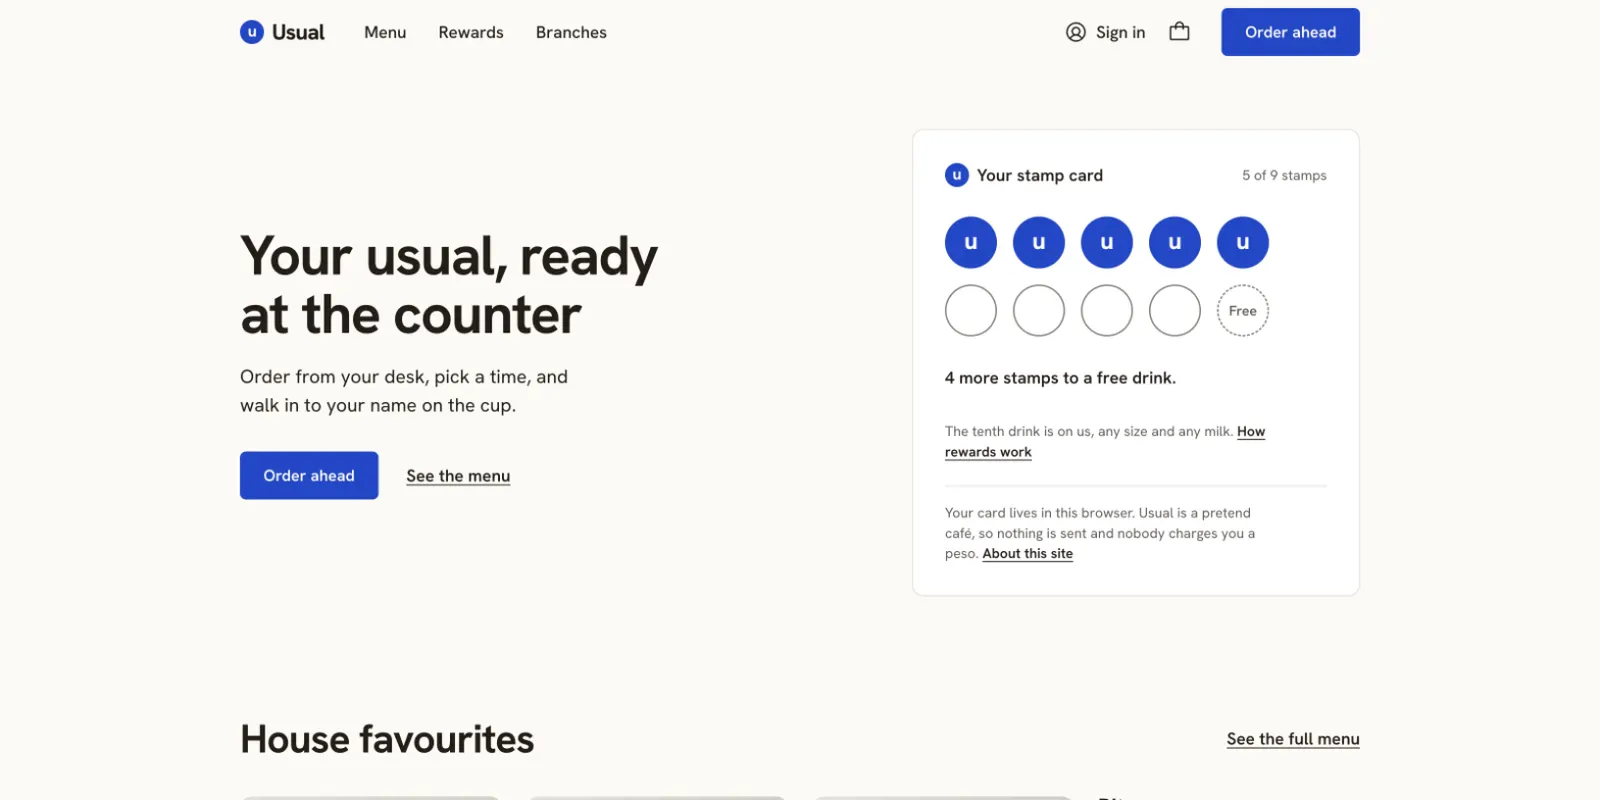 u Usual
Menu
Rewards
Branches
Sign in
Order ahead
Your usual, ready
at the counter
Order from your desk, pick a time, and
walk in to your name on the cup.
Order ahead
See the menu
u Your stamp card
5 of 9 stamps
u u u u u
Free
4 more stamps to a free drink.
The tenth drink is on us, any size and any milk. How
rewards work
Your card lives in this browser. Usual is a pretend
café, so nothing is sent and nobody charges you a
peso. About this site
House favourites
See the full menu